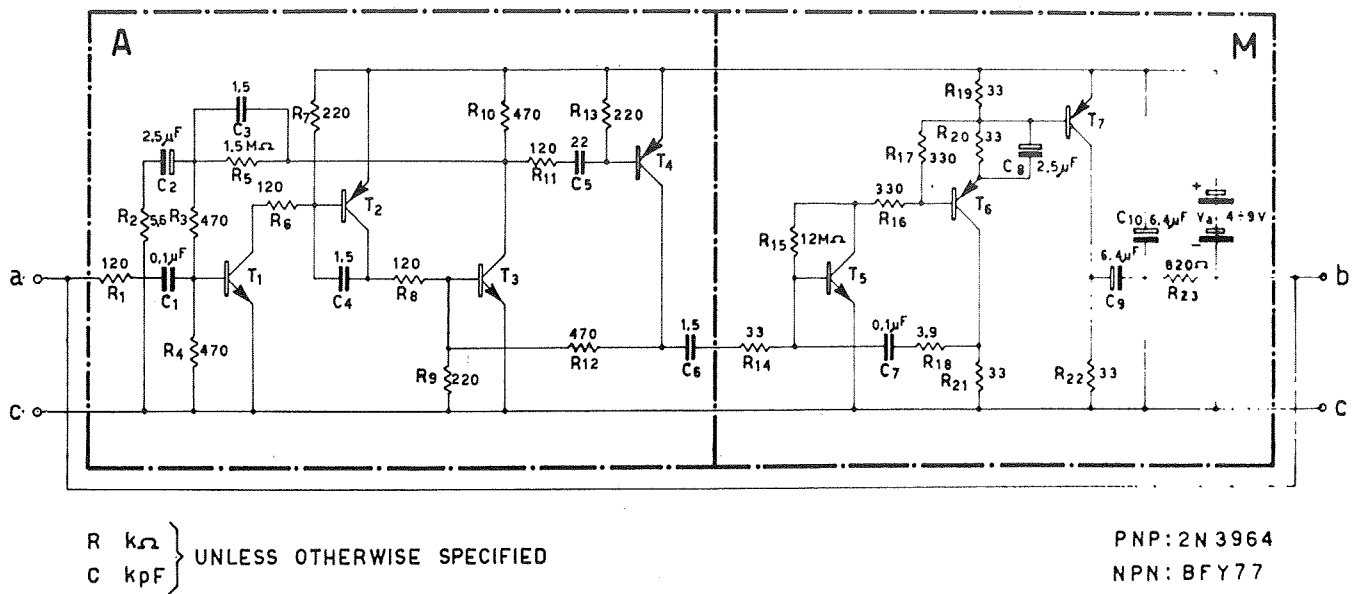 A
M
1,5
C3
R7 220
R10 470
R13 220
R19 33
2,5μF
C2
1,5MΩ
R5
120
R11
22
C5
T4
T7
R17 330
R20 33
C8 2,5μF
R2 5,6
R3 470
120
R6
T2
330
R16
T6
C10 6,4μF
+
Va 4÷9V
-
R15 12MΩ
a
120
R1
0,1μF
C1
T1
1,5
C4
120
R8
T3
T5
6,4μF
C9
820Ω
R23
b
R4 470
470
R12
1,5
C6
33
R14
0,1μF
C7
3,9
R18
R9 220
R21 33
R22 33
c
c
R kΩ
C kpF
UNLESS OTHERWISE SPECIFIED
PNP: 2N 3964
NPN: BFY77